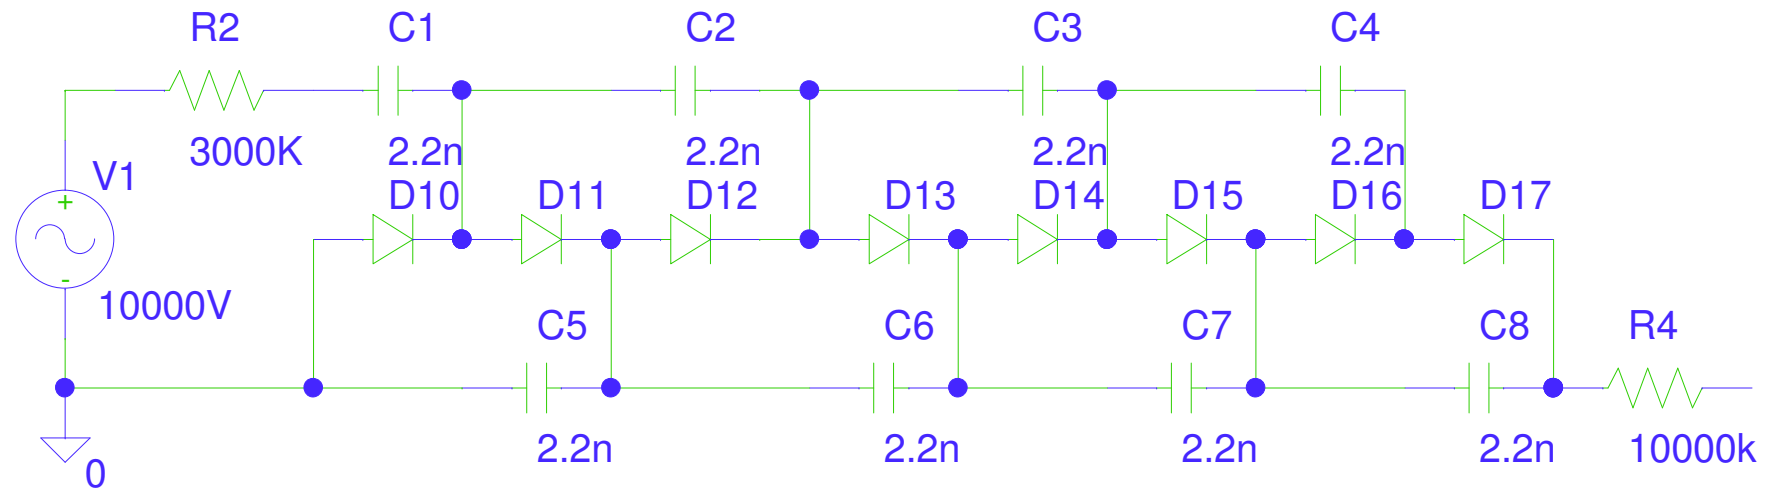 R2 C1 C2 C3 C4
3000K 2.2n 2.2n 2.2n 2.2n
V1 D10 D11 D12 D13 D14 D15 D16 D17
+
-
10000V C5 C6 C7 C8 R4
2.2n 2.2n 2.2n 2.2n 10000k
0